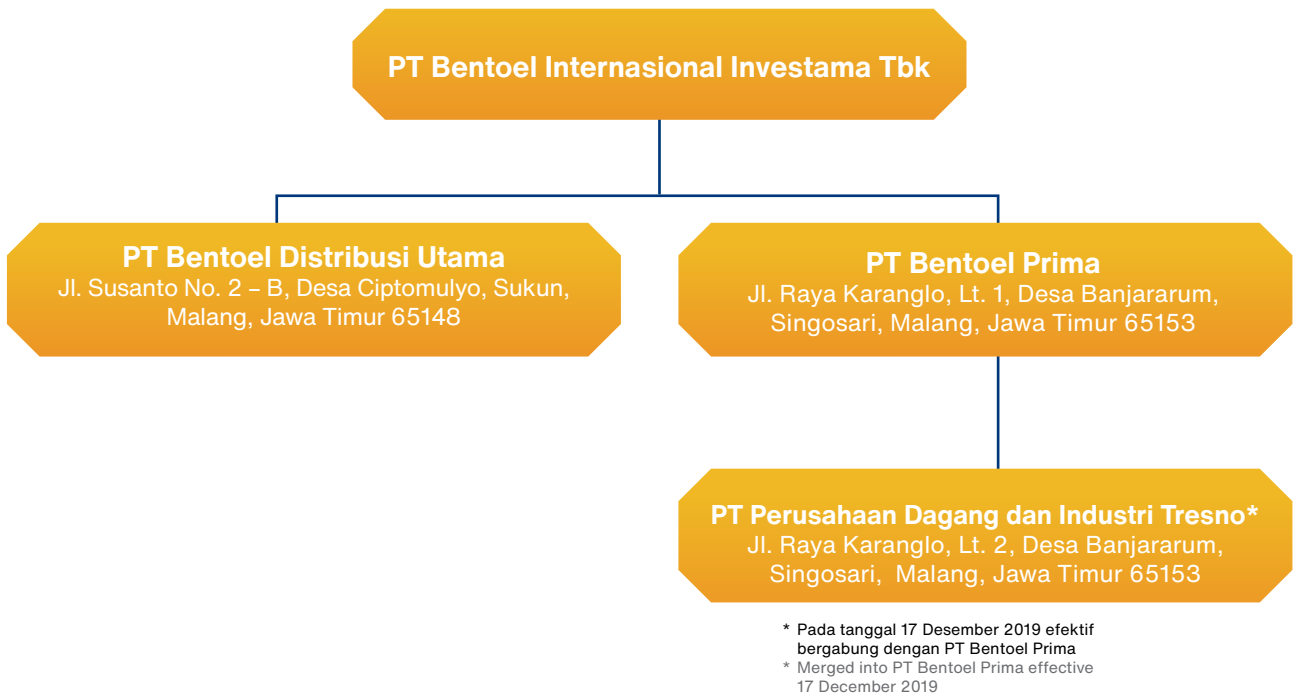 PT Bentoel Internasional Investama Tbk
PT Bentoel Distribusi Utama
Jl. Susanto No. 2 – B, Desa Ciptomulyo, Sukun,
Malang, Jawa Timur 65148
PT Bentoel Prima
Jl. Raya Karanglo, Lt. 1, Desa Banjararum,
Singosari, Malang, Jawa Timur 65153
PT Perusahaan Dagang dan Industri Tresno*
Jl. Raya Karanglo, Lt. 2, Desa Banjararum,
Singosari, Malang, Jawa Timur 65153
* Pada tanggal 17 Desember 2019 efektif
bergabung dengan PT Bentoel Prima
* Merged into PT Bentoel Prima effective
17 December 2019